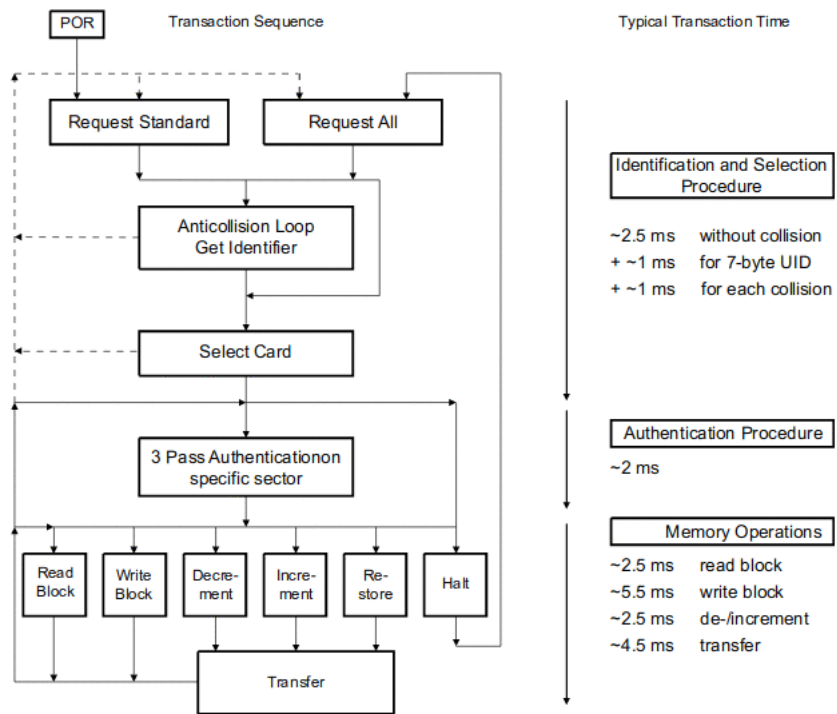 POR
Transaction Sequence
Typical Transaction Time
Request Standard
Request All
Identification and Selection
Procedure
Anticollision Loop
Get Identifier
~2.5 ms without collision
+ ~1 ms for 7-byte UID
+ ~1 ms for each collision
Select Card
Authentication Procedure
3 Pass Authenticationon
specific sector
~2 ms
Memory Operations
Read
Block
Write
Block
Decre-
ment
Incre-
ment
Re-
store
Halt
~2.5 ms read block
~5.5 ms write block
~2.5 ms de-/increment
~4.5 ms transfer
Transfer